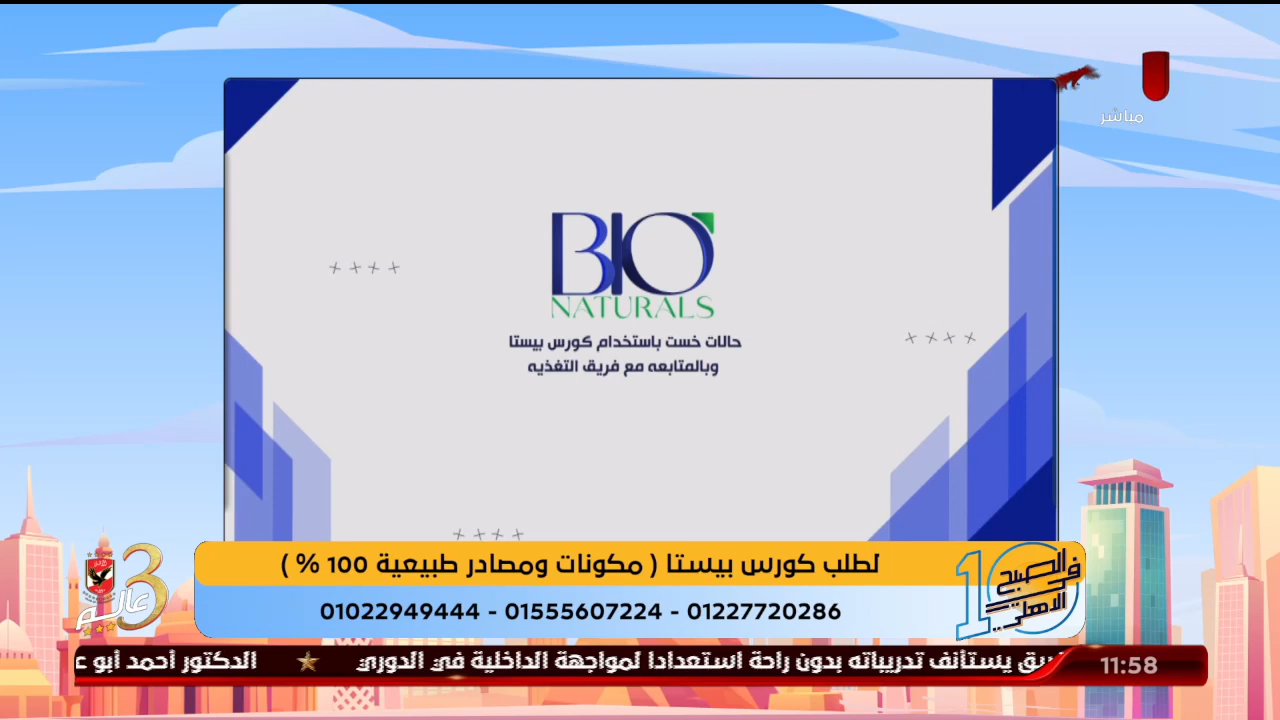 مباشر
BIO
NATURALS
حالات خست باستخدام كورس بيستا
وبالمتابعه مع فريق التغذيه
لطلب كورس بيستا ( مكونات ومصادر طبيعية 100 % )
01022949444 - 01555607224 - 01227720286
10 الصبح
في
الاهلي..
3
عالم
يق يستأنف تدريباته بدون راحة استعدادا لمواجهة الداخلية في الدوري
الدكتور أحمد أبو ع
11:58